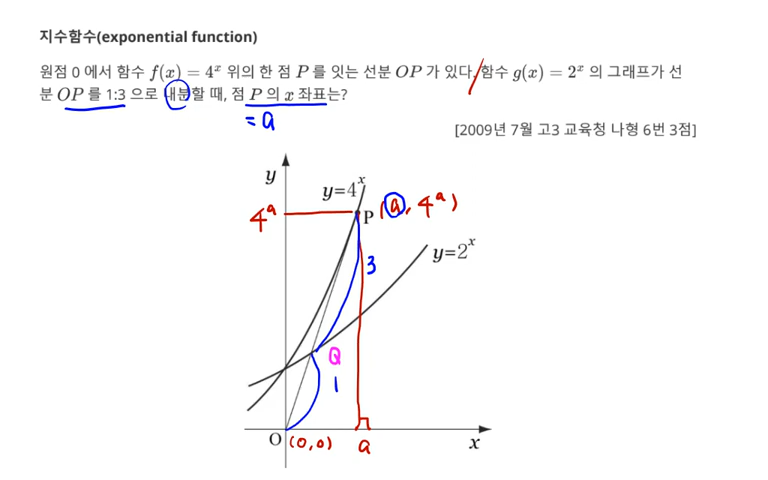 지수함수(exponential function)
원점 0 에서 함수 f(x) = 4^x 위의 한 점 P 를 잇는 선분 OP 가 있다. 함수 g(x) = 2^x 의 그래프가 선
분 OP 를 1:3 으로 내분할 때, 점 P 의 x 좌표는?
= a
[2009년 7월 고3 교육청 나형 6번 3점]
y
y=4^x
4^a
P (a, 4^a)
y=2^x
3
Q
1
O (0,0)
a
x